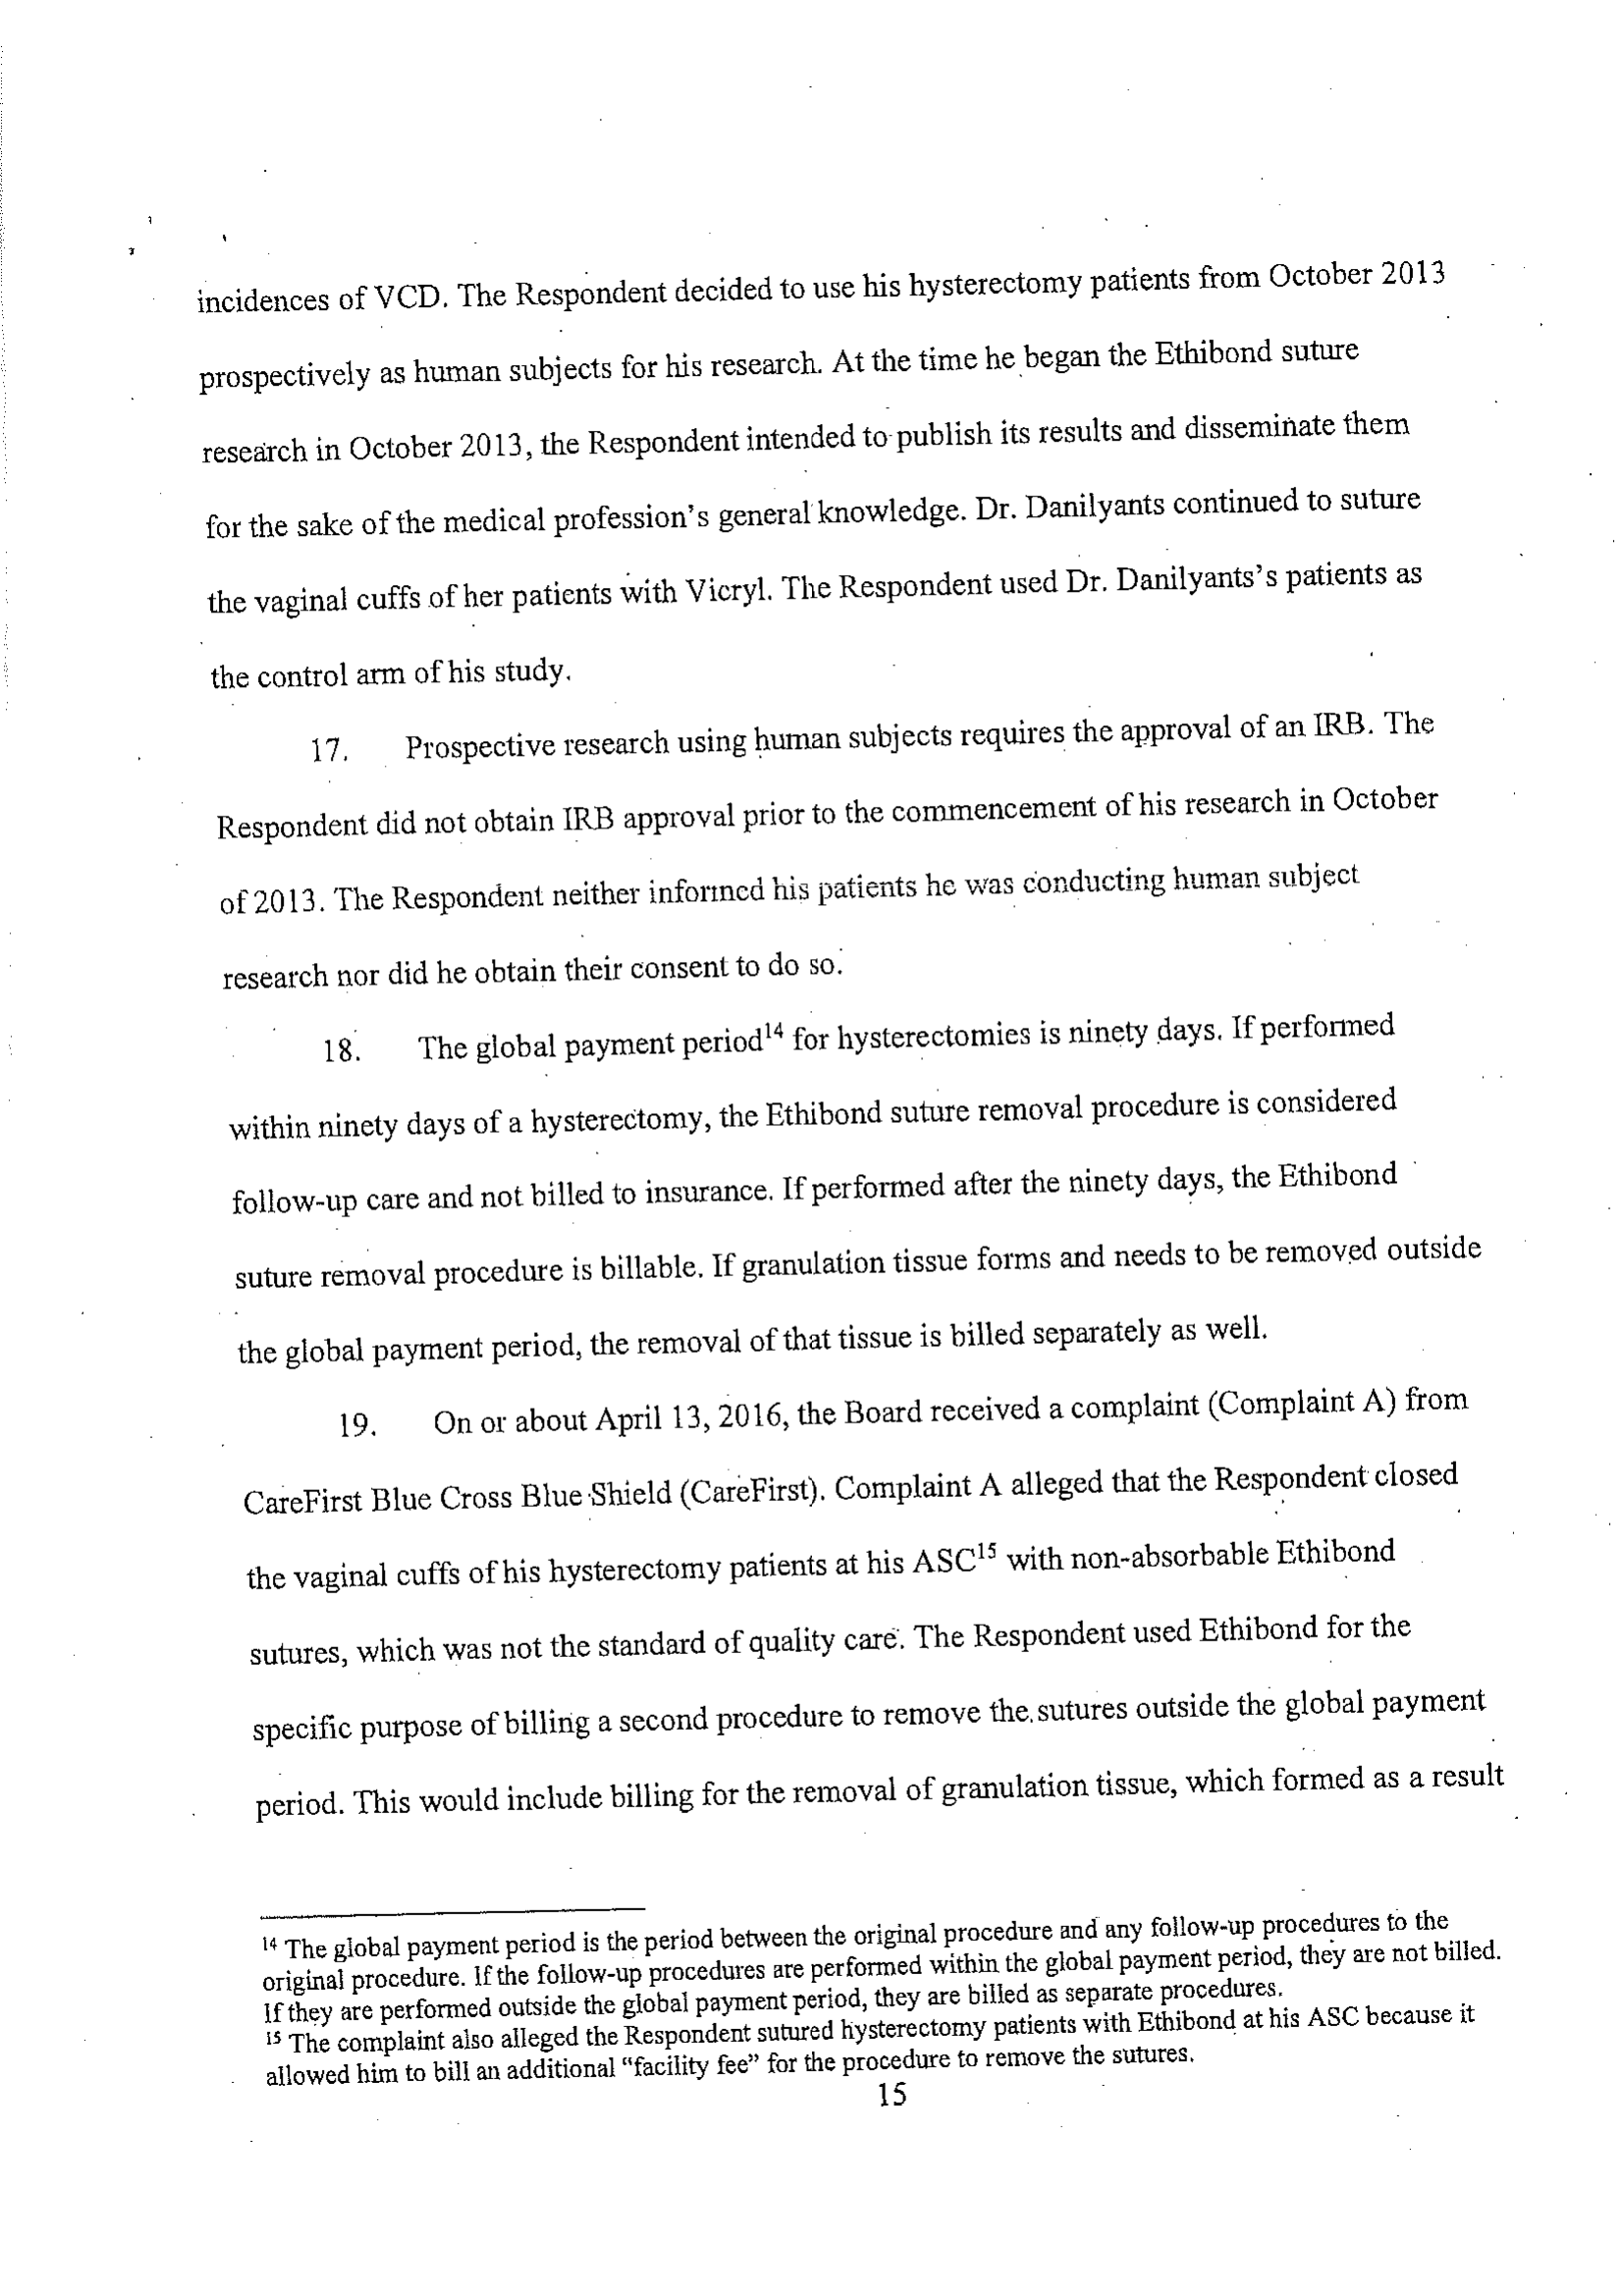 incidences of VCD. The Respondent decided to use his hysterectomy patients from October 2013
prospectively as human subjects for his research. At the time he began the Ethibond suture
research in October 2013, the Respondent intended to publish its results and disseminate them
for the sake of the medical profession's general knowledge. Dr. Danilyants continued to suture
the vaginal cuffs of her patients with Vicryl. The Respondent used Dr. Danilyants's patients as
the control arm of his study.
17. Prospective research using human subjects requires the approval of an IRB. The
Respondent did not obtain IRB approval prior to the commencement of his research in October
of 2013. The Respondent neither informed his patients he was conducting human subject
research nor did he obtain their consent to do so.
18. The global payment period14 for hysterectomies is ninety days. If performed
within ninety days of a hysterectomy, the Ethibond suture removal procedure is considered
follow-up care and not billed to insurance. If performed after the ninety days, the Ethibond
suture removal procedure is billable. If granulation tissue forms and needs to be removed outside
the global payment period, the removal of that tissue is billed separately as well.
19. On or about April 13, 2016, the Board received a complaint (Complaint A) from
CareFirst Blue Cross Blue Shield (CareFirst). Complaint A alleged that the Respondent closed
the vaginal cuffs of his hysterectomy patients at his ASC15 with non-absorbable Ethibond
sutures, which was not the standard of quality care. The Respondent used Ethibond for the
specific purpose of billing a second procedure to remove the sutures outside the global payment
period. This would include billing for the removal of granulation tissue, which formed as a result
14 The global payment period is the period between the original procedure and any follow-up procedures to the
original procedure. If the follow-up procedures are performed within the global payment period, they are not billed.
If they are performed outside the global payment period, they are billed as separate procedures.
15 The complaint also alleged the Respondent sutured hysterectomy patients with Ethibond at his ASC because it
allowed him to bill an additional "facility fee" for the procedure to remove the sutures.
15